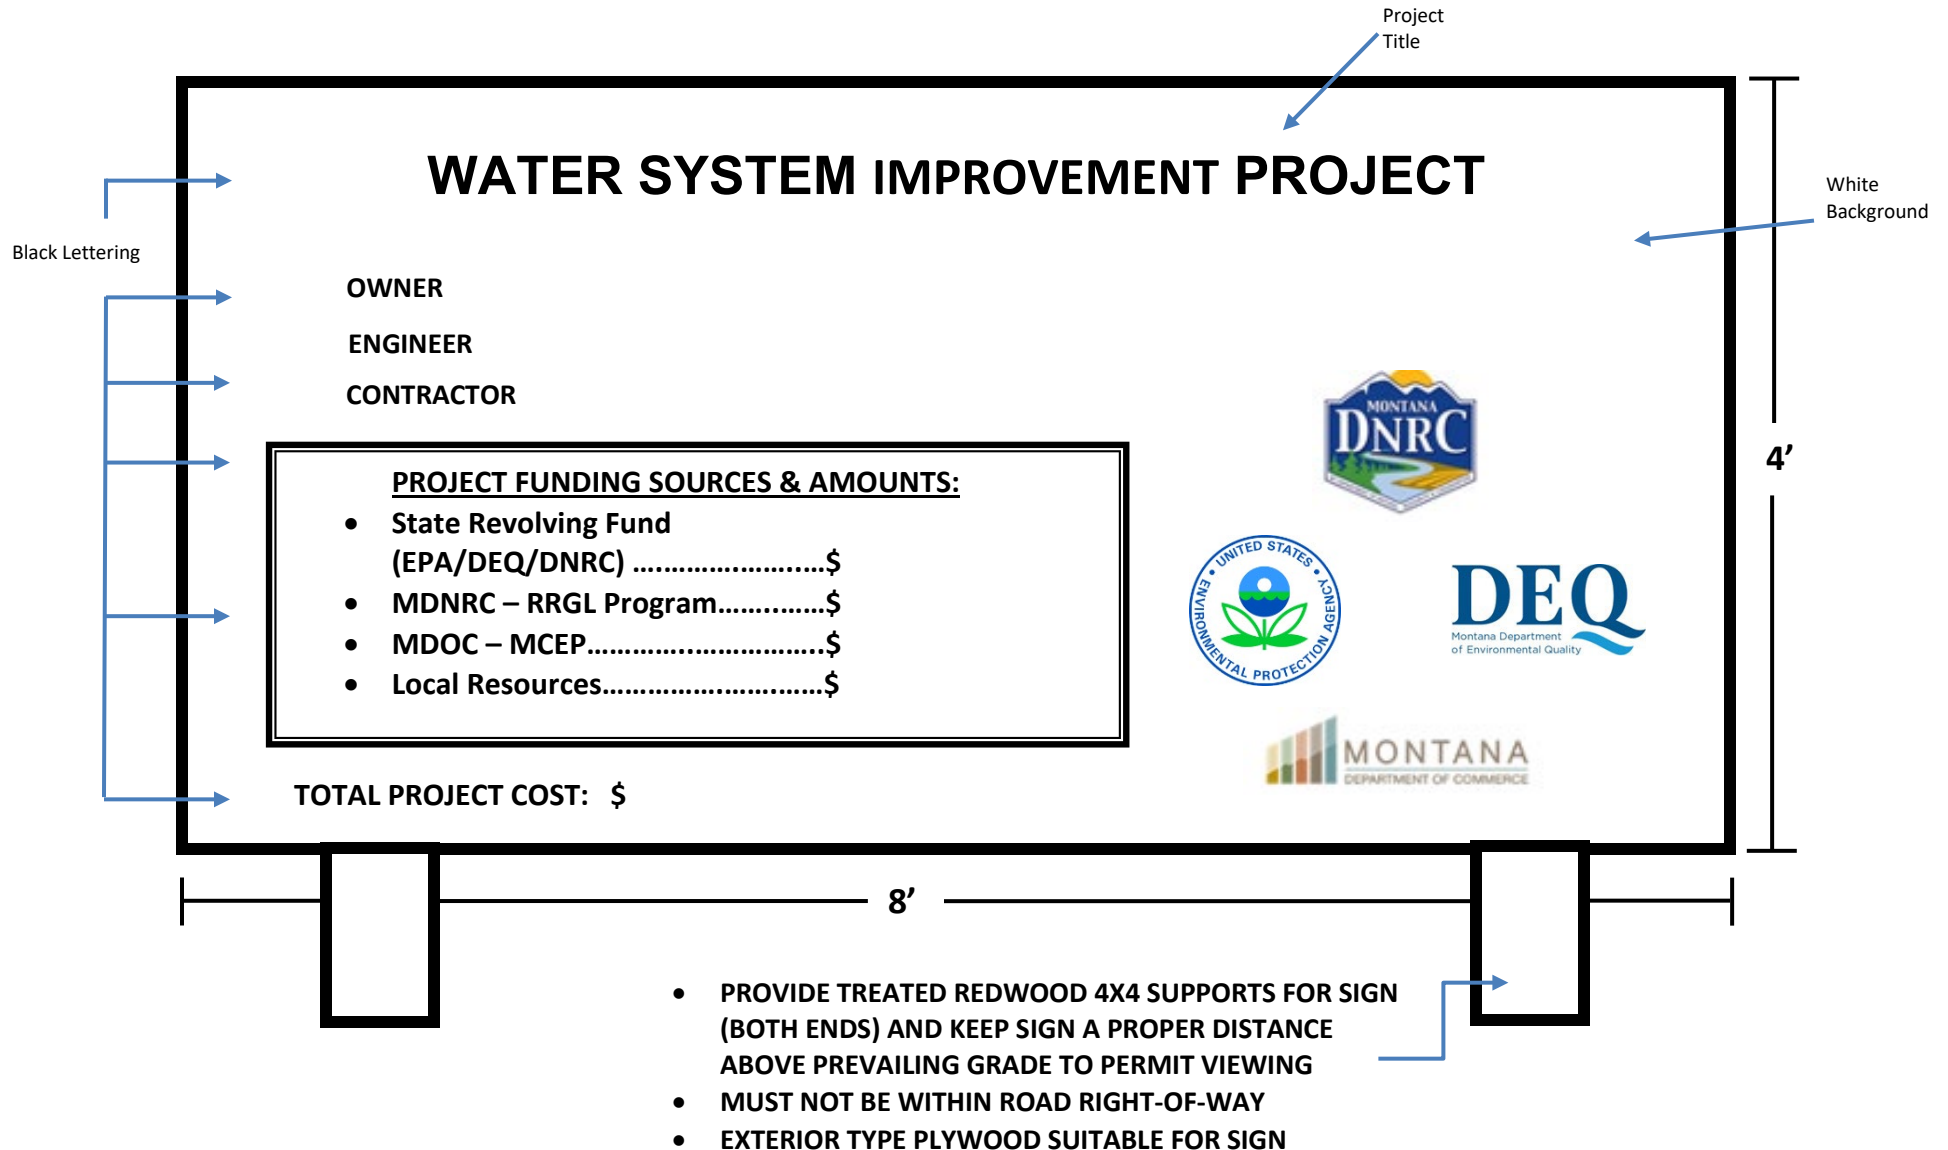 Project
Title
WATER SYSTEM IMPROVEMENT PROJECT
White
Background
Black Lettering
OWNER
ENGINEER
CONTRACTOR
MONTANA
DNRC
PROJECT FUNDING SOURCES & AMOUNTS:
• State Revolving Fund
(EPA/DEQ/DNRC) ….……….……..…$
• MDNRC – RRGL Program……..……$
• MDOC – MCEP…………..……………..$
• Local Resources…………….…….……$
4’
UNITED STATES
ENVIRONMENTAL PROTECTION AGENCY
DEQ
Montana Department
of Environmental Quality
MONTANA
DEPARTMENT OF COMMERCE
TOTAL PROJECT COST: $
8’
• PROVIDE TREATED REDWOOD 4X4 SUPPORTS FOR SIGN
(BOTH ENDS) AND KEEP SIGN A PROPER DISTANCE
ABOVE PREVAILING GRADE TO PERMIT VIEWING
• MUST NOT BE WITHIN ROAD RIGHT-OF-WAY
• EXTERIOR TYPE PLYWOOD SUITABLE FOR SIGN